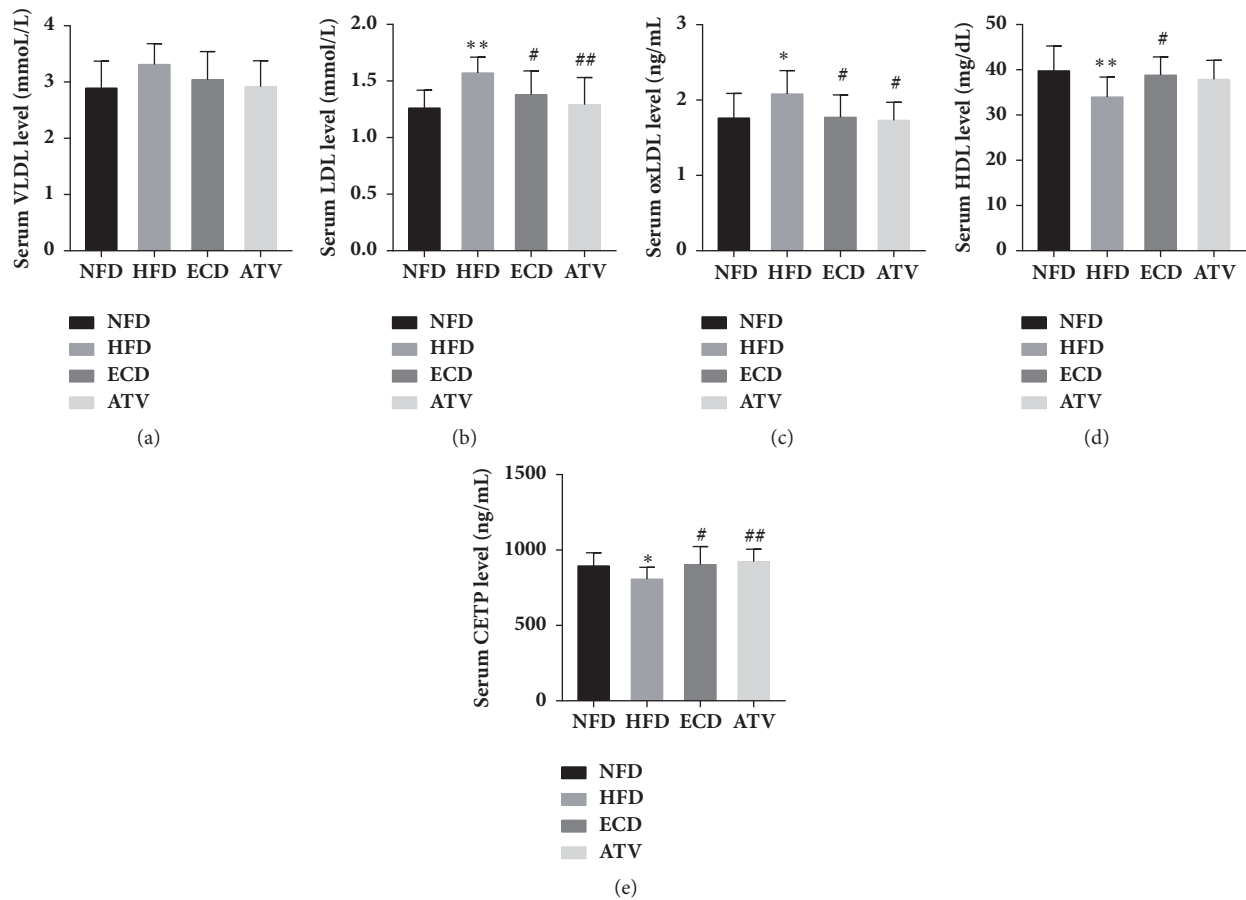 Serum VLDL level (mmoL/L)
4
3
2
1
0
NFD HFD ECD ATV
NFD
HFD
ECD
ATV
(a)
Serum LDL level (mmol/L)
2.0
1.5
1.0
0.5
0.0
** # ##
NFD HFD ECD ATV
NFD
HFD
ECD
ATV
(b)
Serum oxLDL level (ng/mL)
3
2
1
0
* # #
NFD HFD ECD ATV
NFD
HFD
ECD
ATV
(c)
Serum HDL level (mg/dL)
50
40
30
20
10
0
** #
NFD HFD ECD ATV
NFD
HFD
ECD
ATV
(d)
Serum CETP level (ng/mL)
1500
1000
500
0
* # ##
NFD HFD ECD ATV
NFD
HFD
ECD
ATV
(e)